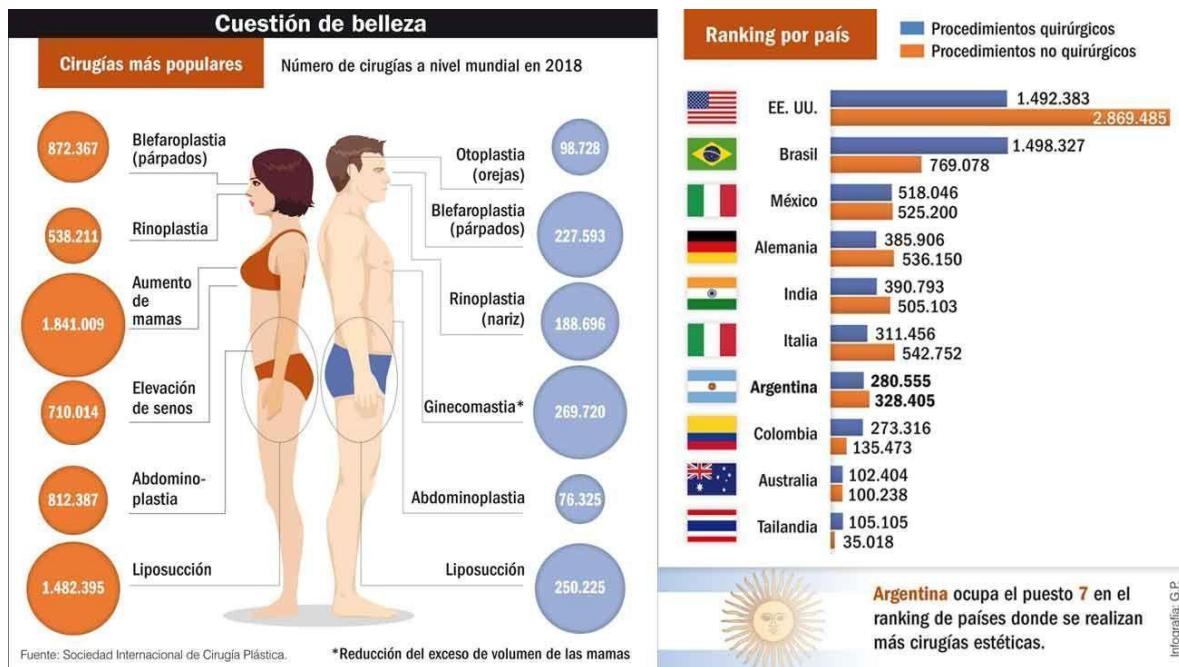 Cuestión de belleza
Cirugías más populares
Número de cirugías a nivel mundial en 2018
872.367
Blefaroplastia
(párpados)
538.211
Rinoplastia
1.841.009
Aumento de
mamas
710.014
Elevación
de senos
812.387
Abdomino-
plastia
1.482.395
Liposucción
Otoplastia
(orejas)
98.728
Blefaroplastia
(párpados)
227.593
Rinoplastia
(nariz)
188.696
Ginecomastia*
269.720
Abdominoplastia
76.325
Liposucción
250.225
Fuente: Sociedad Internacional de Cirugía Plástica.
*Reducción del exceso de volumen de las mamas
Ranking por país
Procedimientos quirúrgicos
Procedimientos no quirúrgicos
EE. UU.
1.492.383
2.869.485
Brasil
1.498.327
769.078
México
518.046
525.200
Alemania
385.906
536.150
India
390.793
505.103
Italia
311.456
542.752
Argentina
280.555
328.405
Colombia
273.316
135.473
Australia
102.404
100.238
Tailandia
105.105
35.018
Argentina ocupa el puesto 7 en el
ranking de países donde se realizan
más cirugías estéticas.
Infografía: G.P.